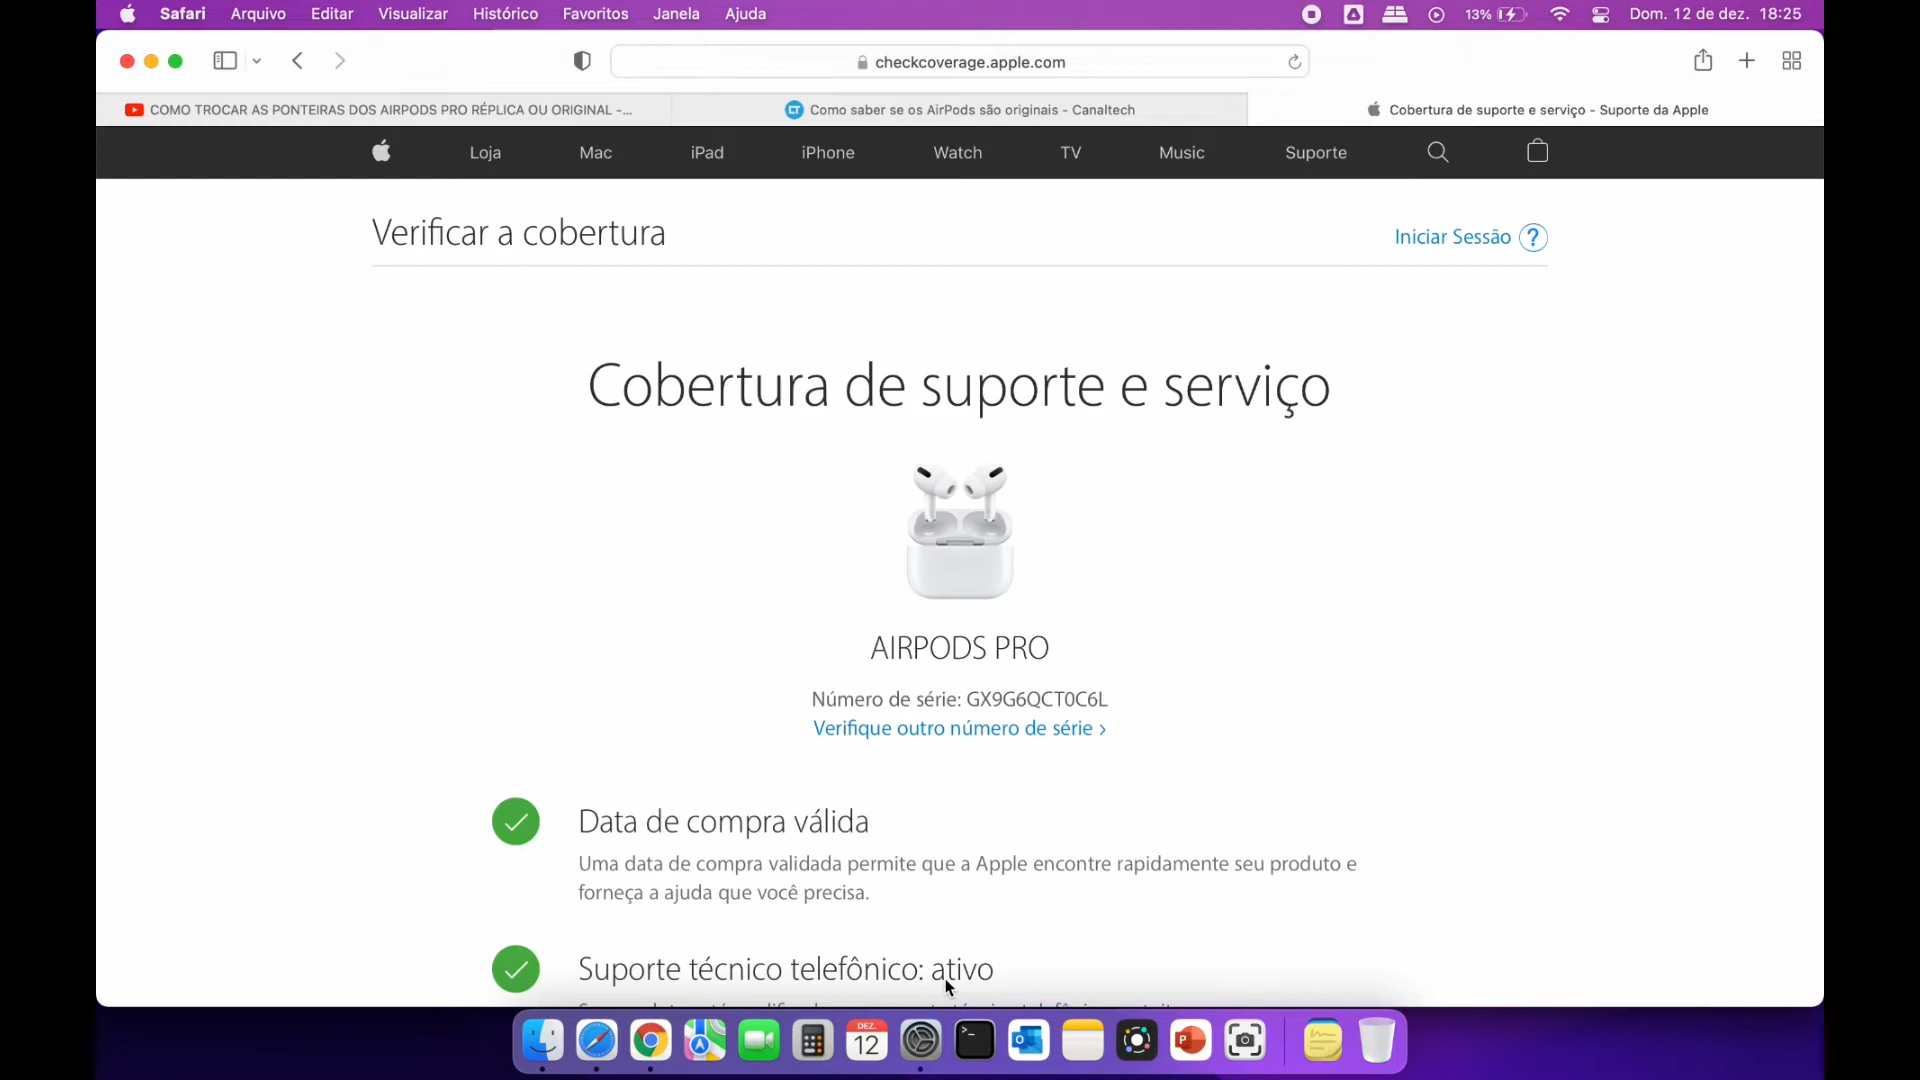 Safari Arquivo Editar Visualizar Histórico Favoritos Janela Ajuda 13% Dom. 12 de dez. 18:25
checkcoverage.apple.com
COMO TROCAR AS PONTEIRAS DOS AIRPODS PRO RÉPLICA OU ORIGINAL -... Como saber se os AirPods são originais - Canaltech Cobertura de suporte e serviço - Suporte da Apple
Loja Mac iPad iPhone Watch TV Music Suporte
Verificar a cobertura
Iniciar Sessão ?
Cobertura de suporte e serviço
AIRPODS PRO
Número de série: GX9G6QCT0C6L
Verifique outro número de série ›
Data de compra válida
Uma data de compra validada permite que a Apple encontre rapidamente seu produto e
forneça a ajuda que você precisa.
Suporte técnico telefônico: ativo
DEZ.
12